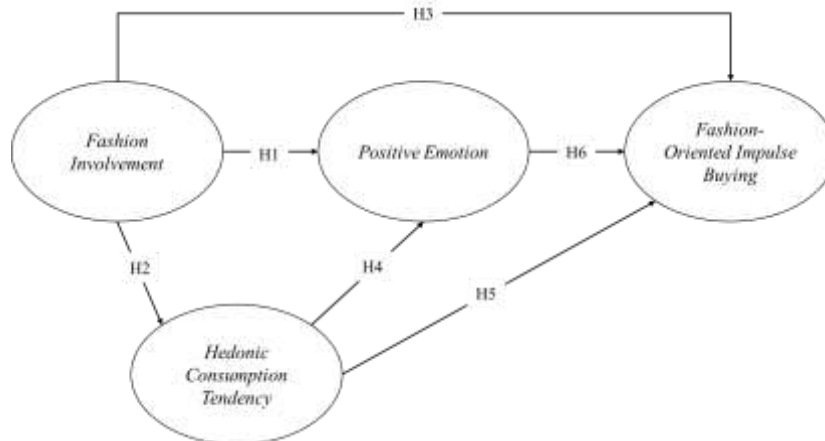 H3
Fashion
Involvement
H1
Positive Emotion
H6
Fashion-
Oriented Impulse
Buying
H2
H4
H5
Hedonic
Consumption
Tendency